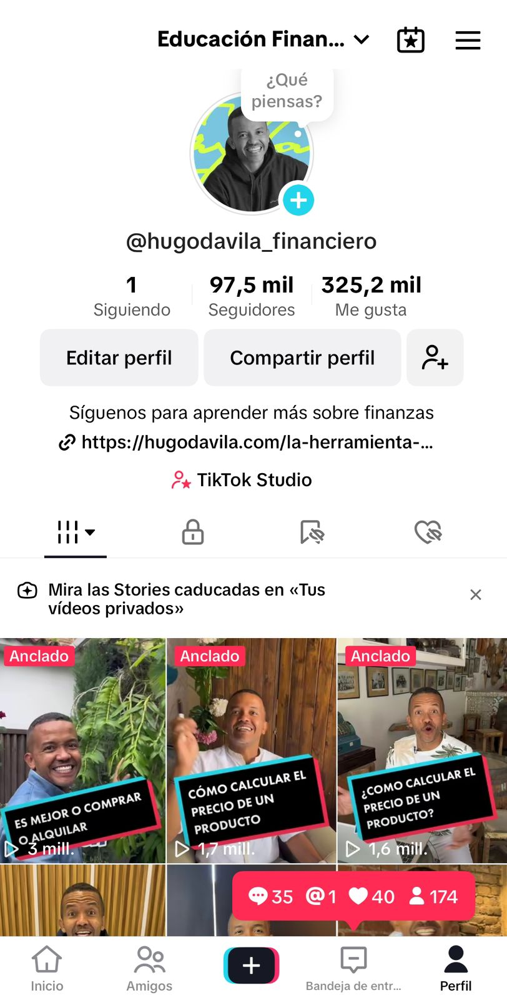 Educación Finan...
¿Qué
piensas?
@hugodavila_financiero
1
Siguiendo
97,5 mil
Seguidores
325,2 mil
Me gusta
Editar perfil
Compartir perfil
Síguenos para aprender más sobre finanzas
https://hugodavila.com/la-herramienta-...
TikTok Studio
Mira las Stories caducadas en «Tus
vídeos privados»
Anclado
ES MEJOR O COMPRAR
O ALQUILAR
3 mill.
Anclado
CÓMO CALCULAR EL
PRECIO DE UN
PRODUCTO
1,7 mill.
Anclado
¿COMO CALCULAR EL
PRECIO DE UN
PRODUCTO?
1,6 mill.
35 @1 40 174
Inicio
Amigos
Bandeja de entr...
Perfil